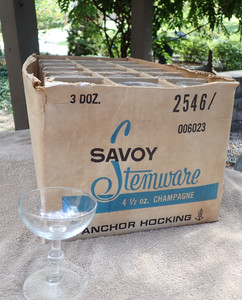 3 DOZ. 2546/
006023
SAVOY
Stemware
4 1/2 oz. CHAMPAGNE
ANCHOR HOCKING